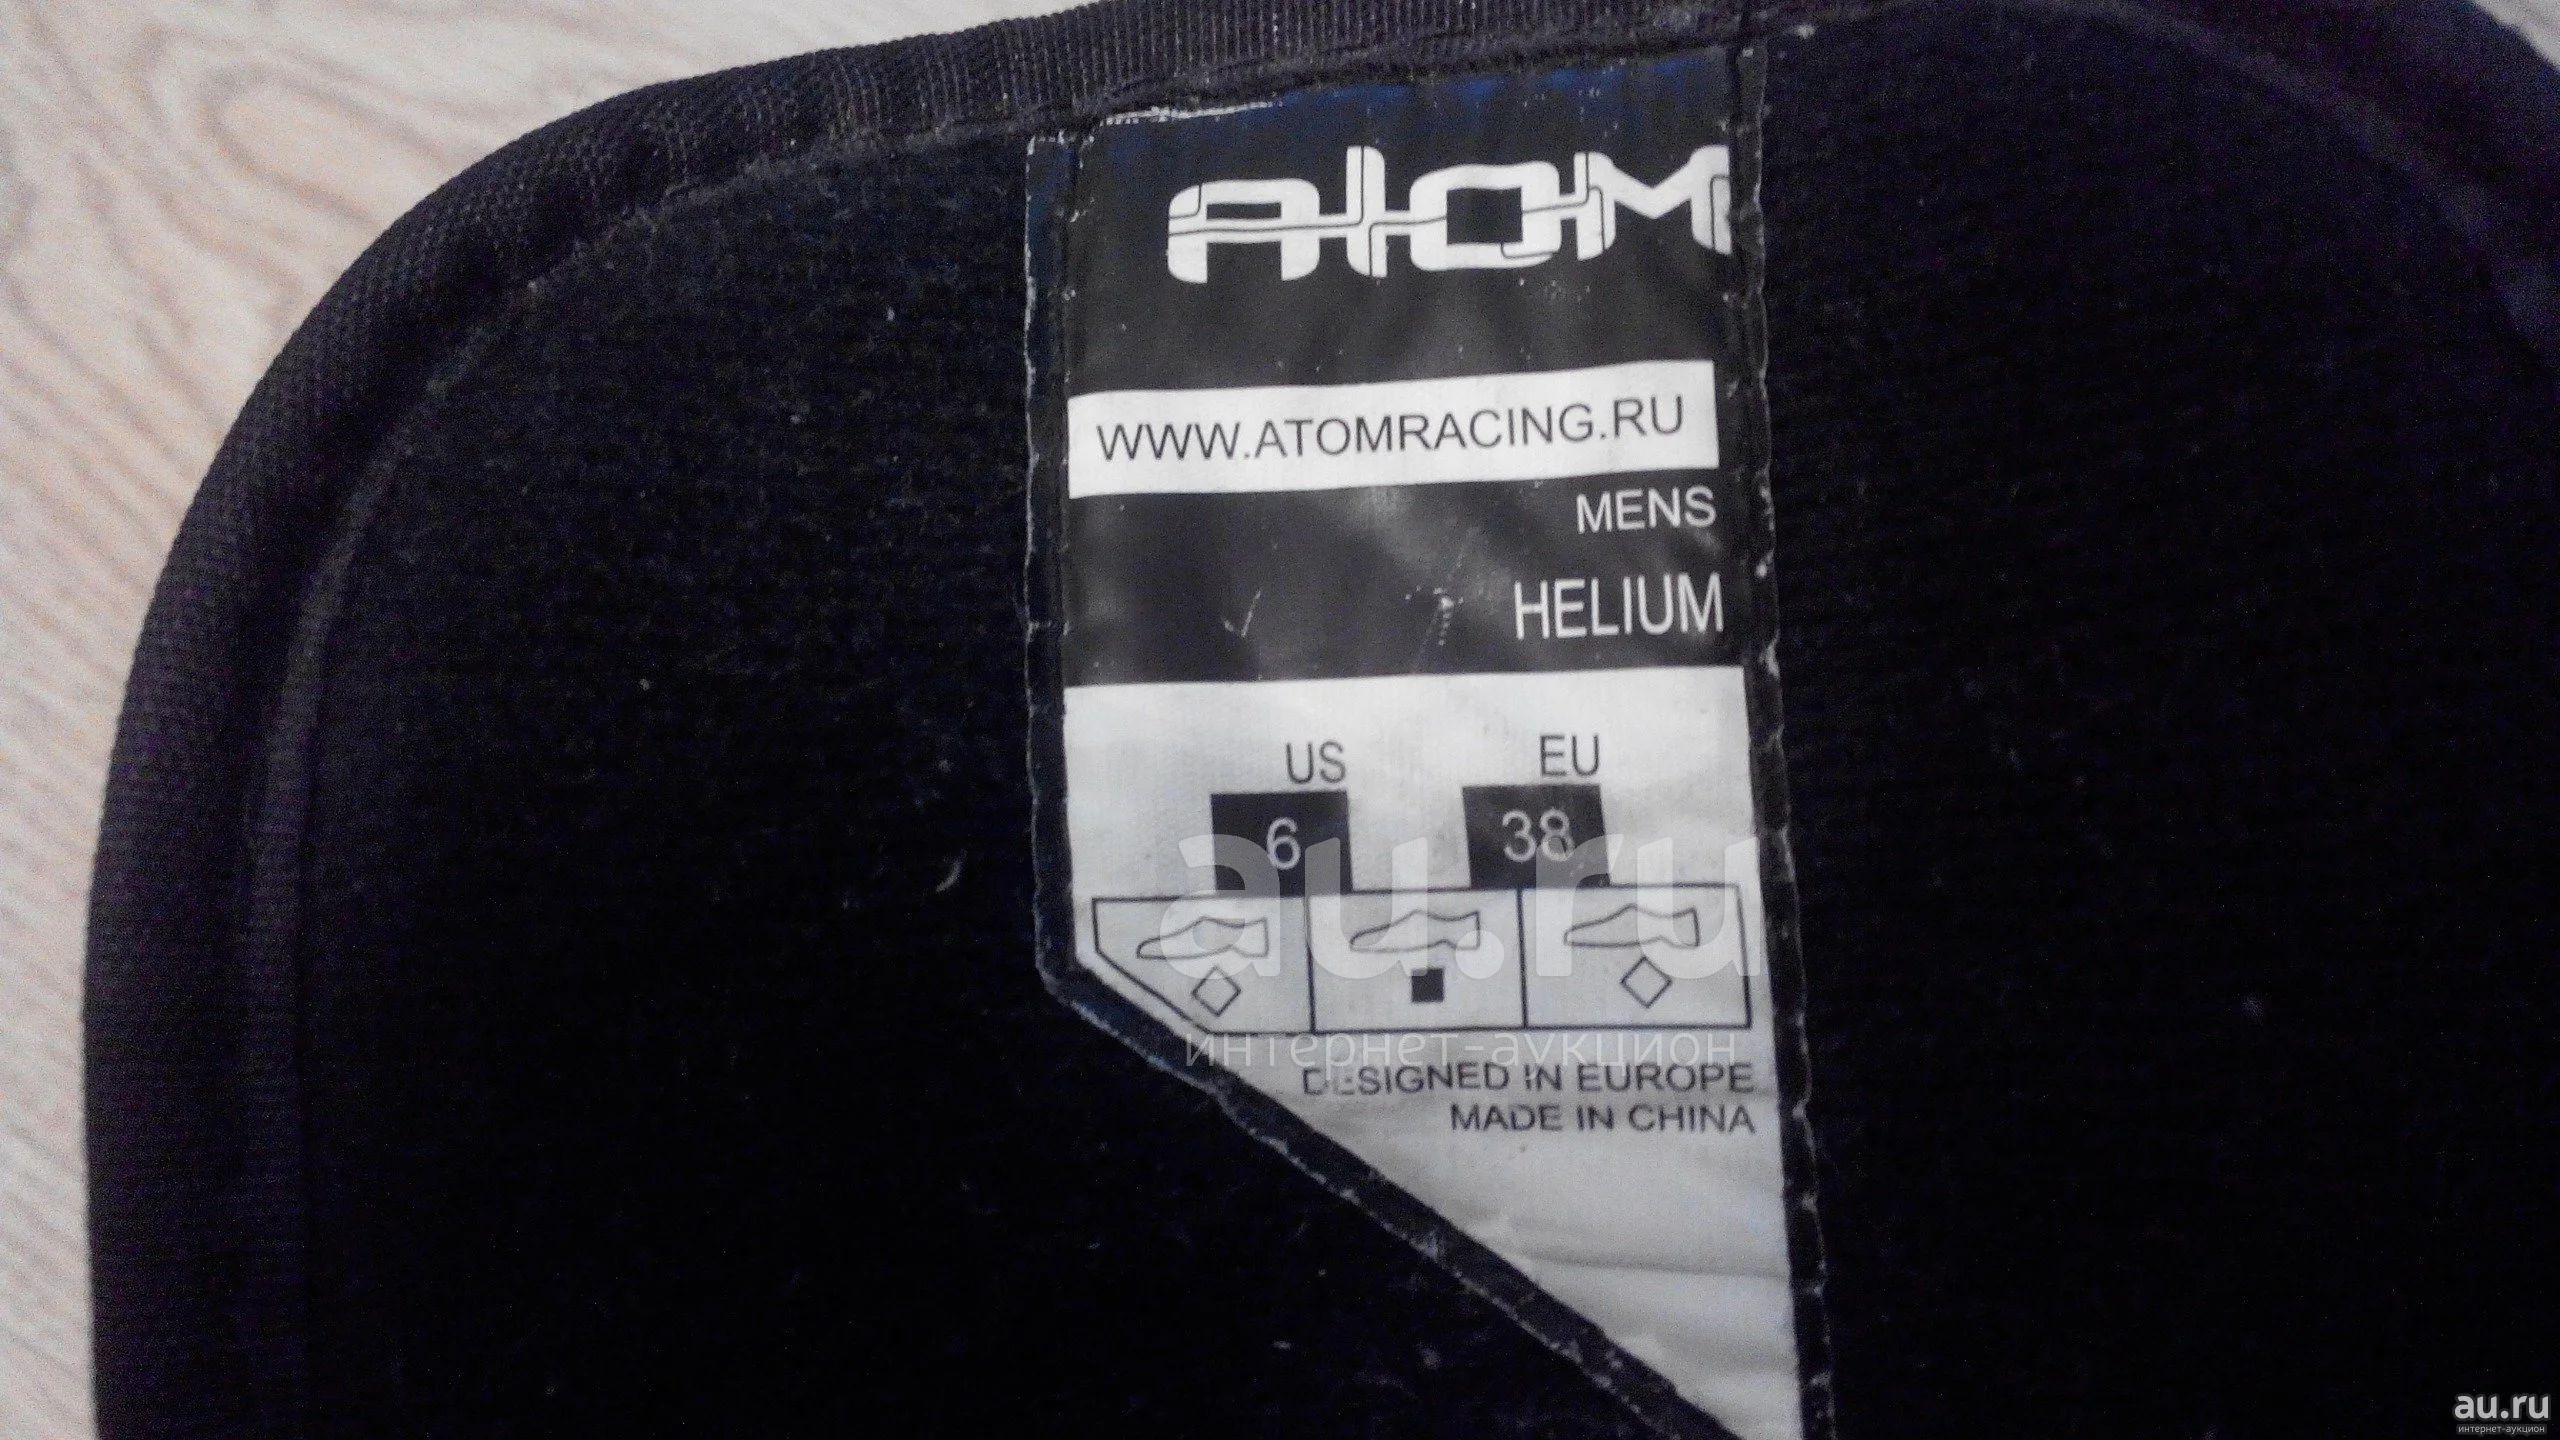 ATOM
WWW.ATOMRACING.RU
MENS
HELIUM
US EU
6 38
au.ru
интернет-аукцион
DESIGNED IN EUROPE
MADE IN CHINA
au.ru
интернет-аукцион